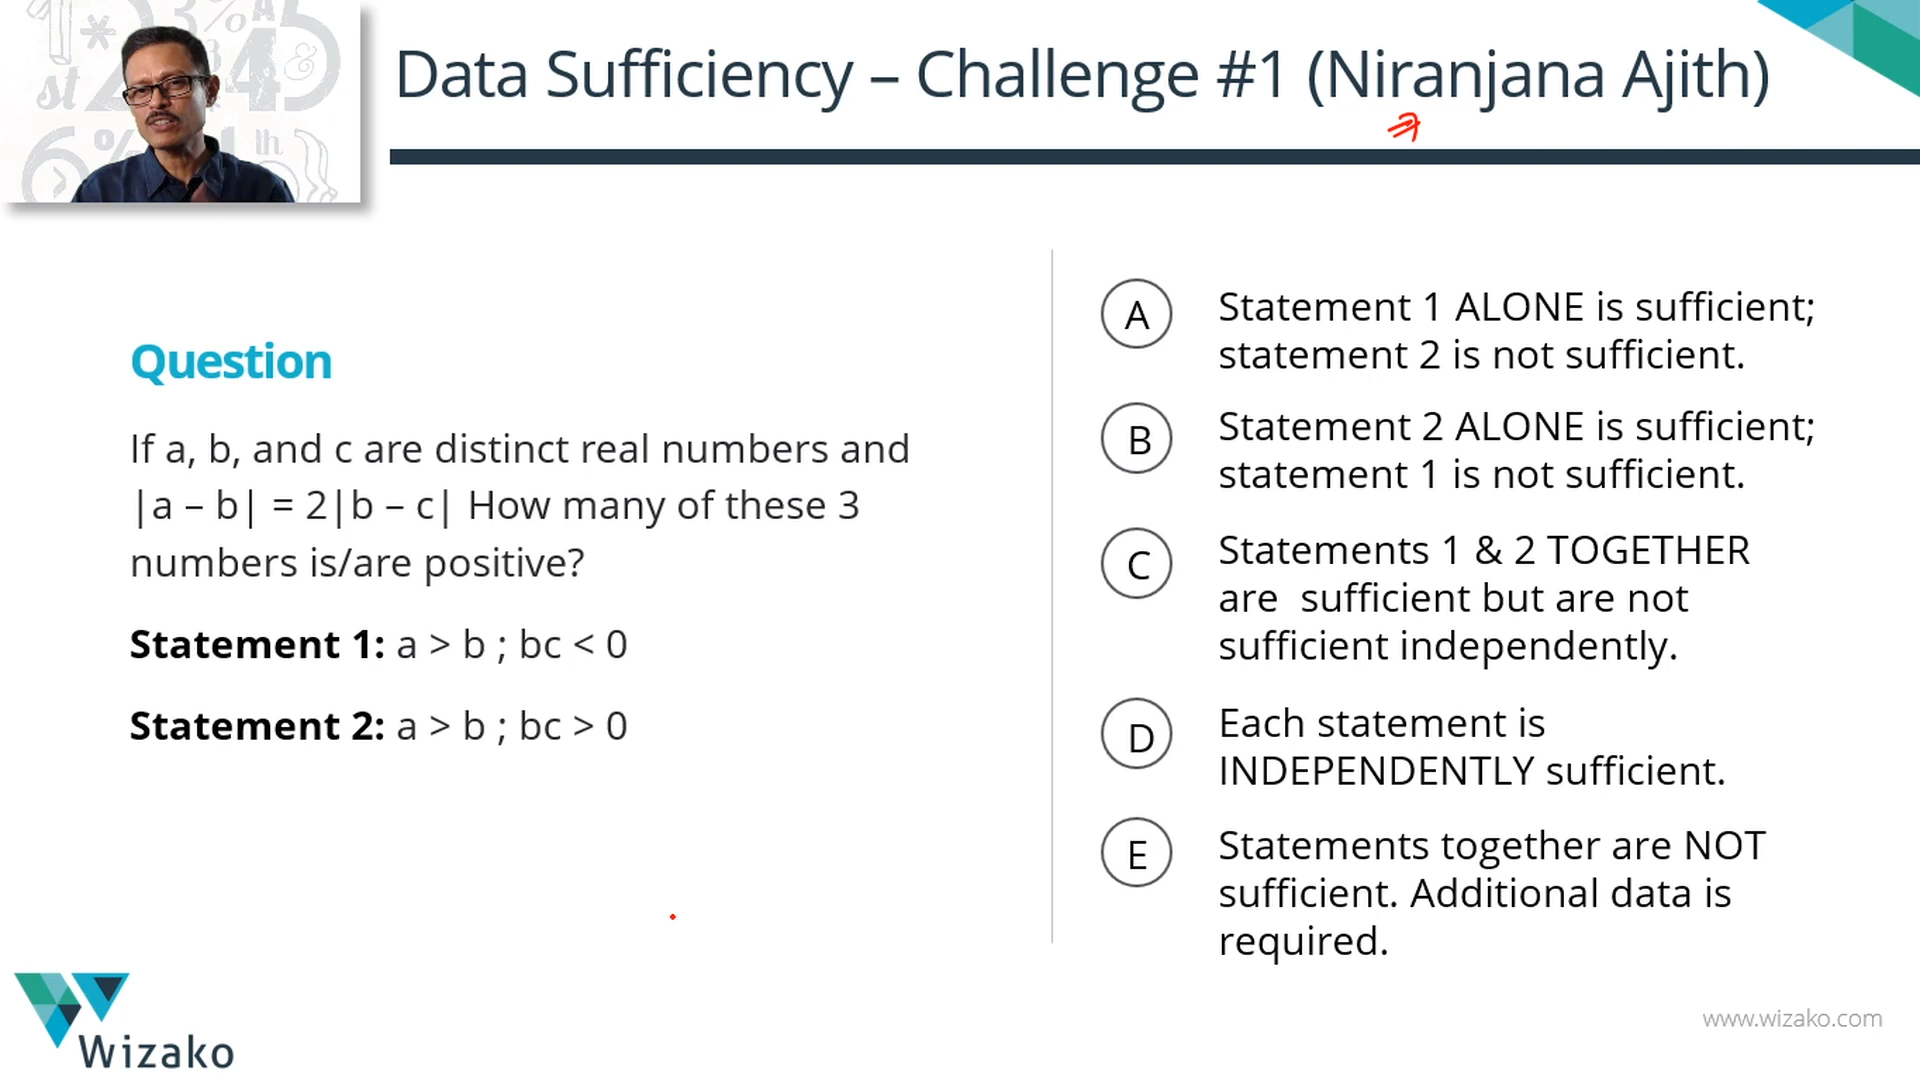 Data Sufficiency – Challenge #1 (Niranjana Ajith)
Question
If a, b, and c are distinct real numbers and
|a – b| = 2|b – c| How many of these 3
numbers is/are positive?
Statement 1: a > b ; bc < 0
Statement 2: a > b ; bc > 0
A Statement 1 ALONE is sufficient;
statement 2 is not sufficient.
B Statement 2 ALONE is sufficient;
statement 1 is not sufficient.
C Statements 1 & 2 TOGETHER
are sufficient but are not
sufficient independently.
D Each statement is
INDEPENDENTLY sufficient.
E Statements together are NOT
sufficient. Additional data is
required.
Wizako
www.wizako.com